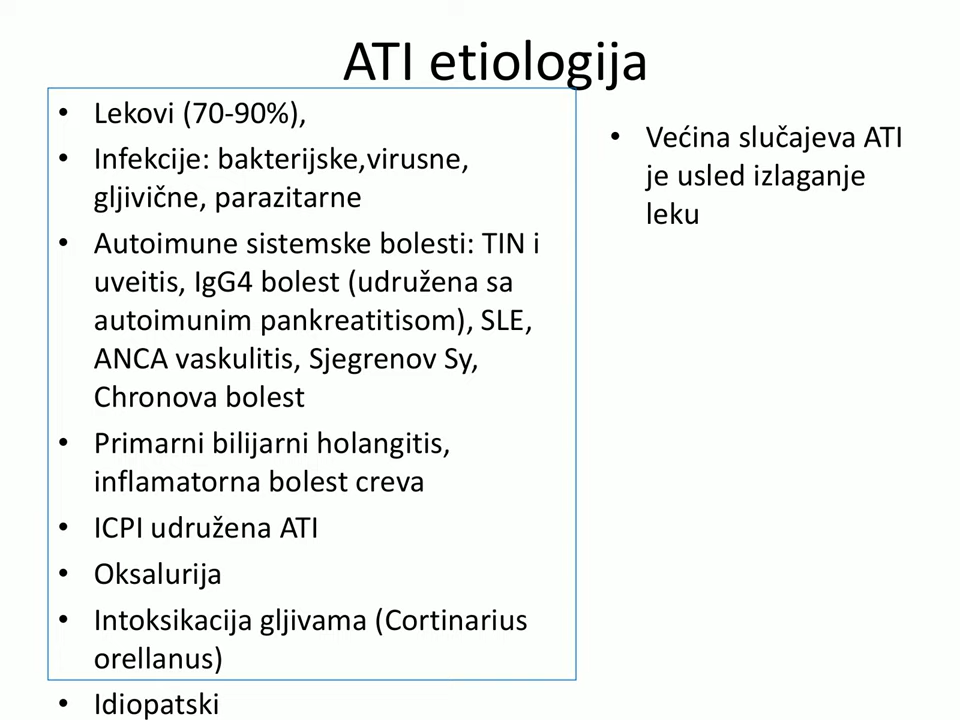 ATI etiologija
• Lekovi (70-90%),
• Infekcije: bakterijske,virusne,
gljivične, parazitarne
• Autoimune sistemske bolesti: TIN i
uveitis, IgG4 bolest (udružena sa
autoimunim pankreatitisom), SLE,
ANCA vaskulitis, Sjegrenov Sy,
Chronova bolest
• Primarni bilijarni holangitis,
inflamatorna bolest creva
• ICPI udružena ATI
• Oksalurija
• Intoksikacija gljivama (Cortinarius
orellanus)
• Idiopatski
• Većina slučajeva ATI
je usled izlaganje
leku